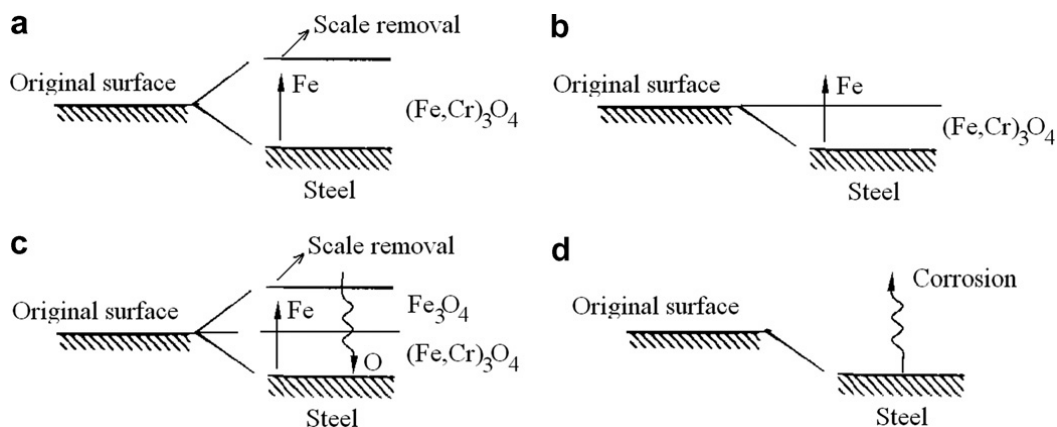 a
Scale removal
Original surface
Fe
(Fe,Cr)3O4
Steel
b
Original surface
Fe
(Fe,Cr)3O4
Steel
c
Scale removal
Original surface
Fe
Fe3O4
(Fe,Cr)3O4
O
Steel
d
Corrosion
Original surface
Steel